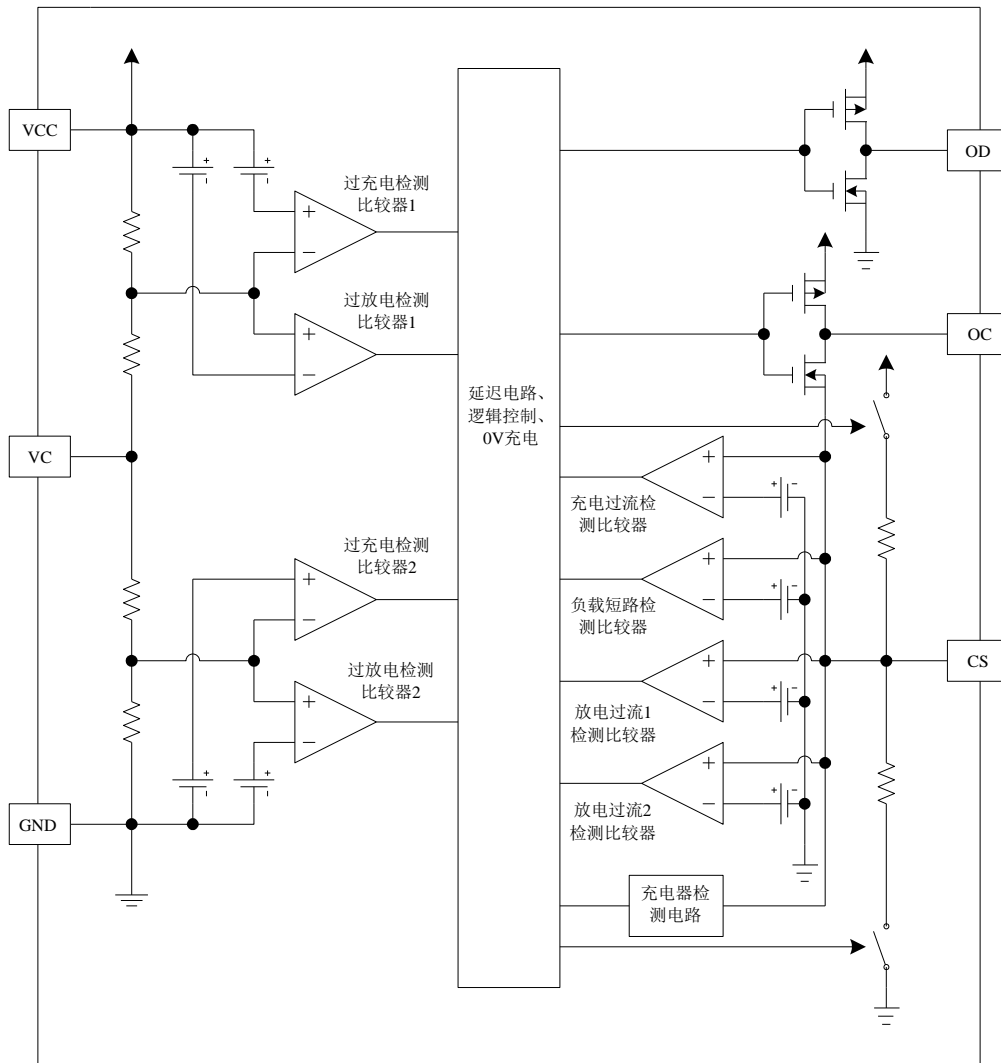 VCC
OD
过充电检测
比较器1
过放电检测
比较器1
OC
延迟电路、
逻辑控制、
0V充电
VC
充电过流检
测比较器
过充电检测
比较器2
负载短路检
测比较器
CS
过放电检测
比较器2
放电过流1
检测比较器
GND
放电过流2
检测比较器
充电器检
测电路